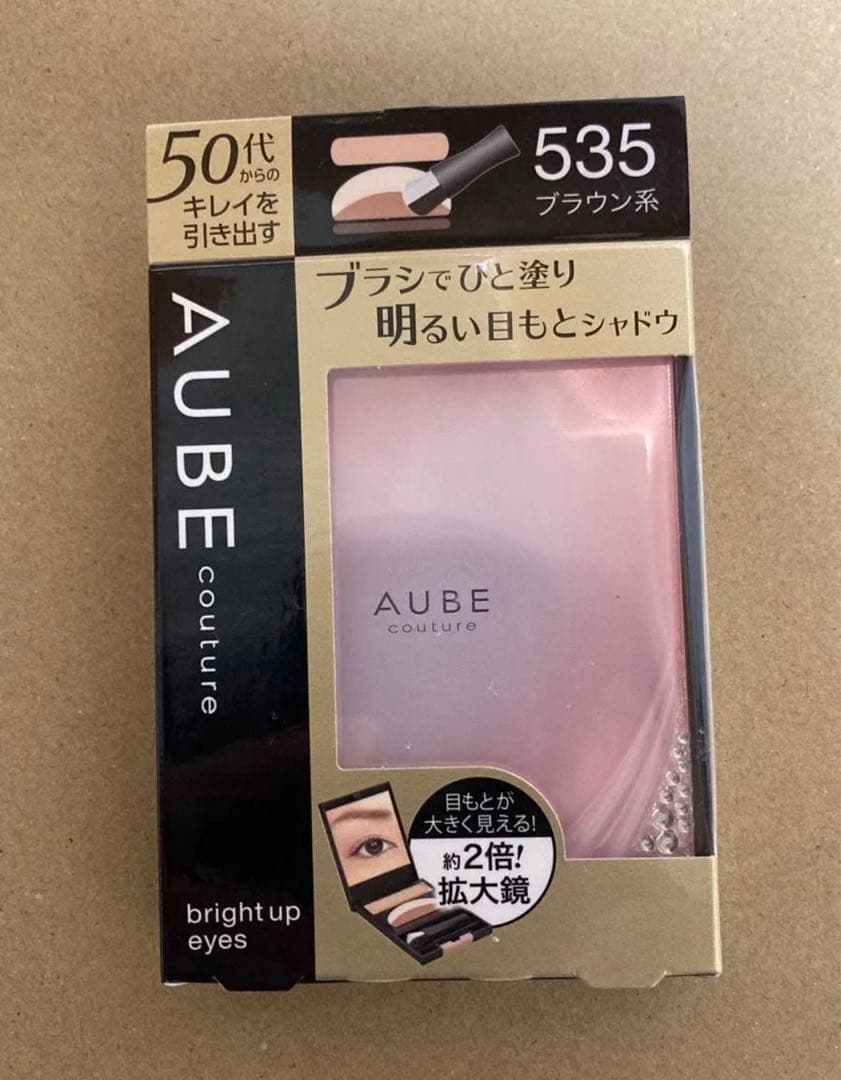 50代
からの
キレイを
引き出す
535
ブラウン系
ブラシでひと塗り
明るい目もとシャドウ
AUBE
couture
AUBE
couture
目もとが
大きく見える!
約2倍!
拡大鏡
bright up
eyes